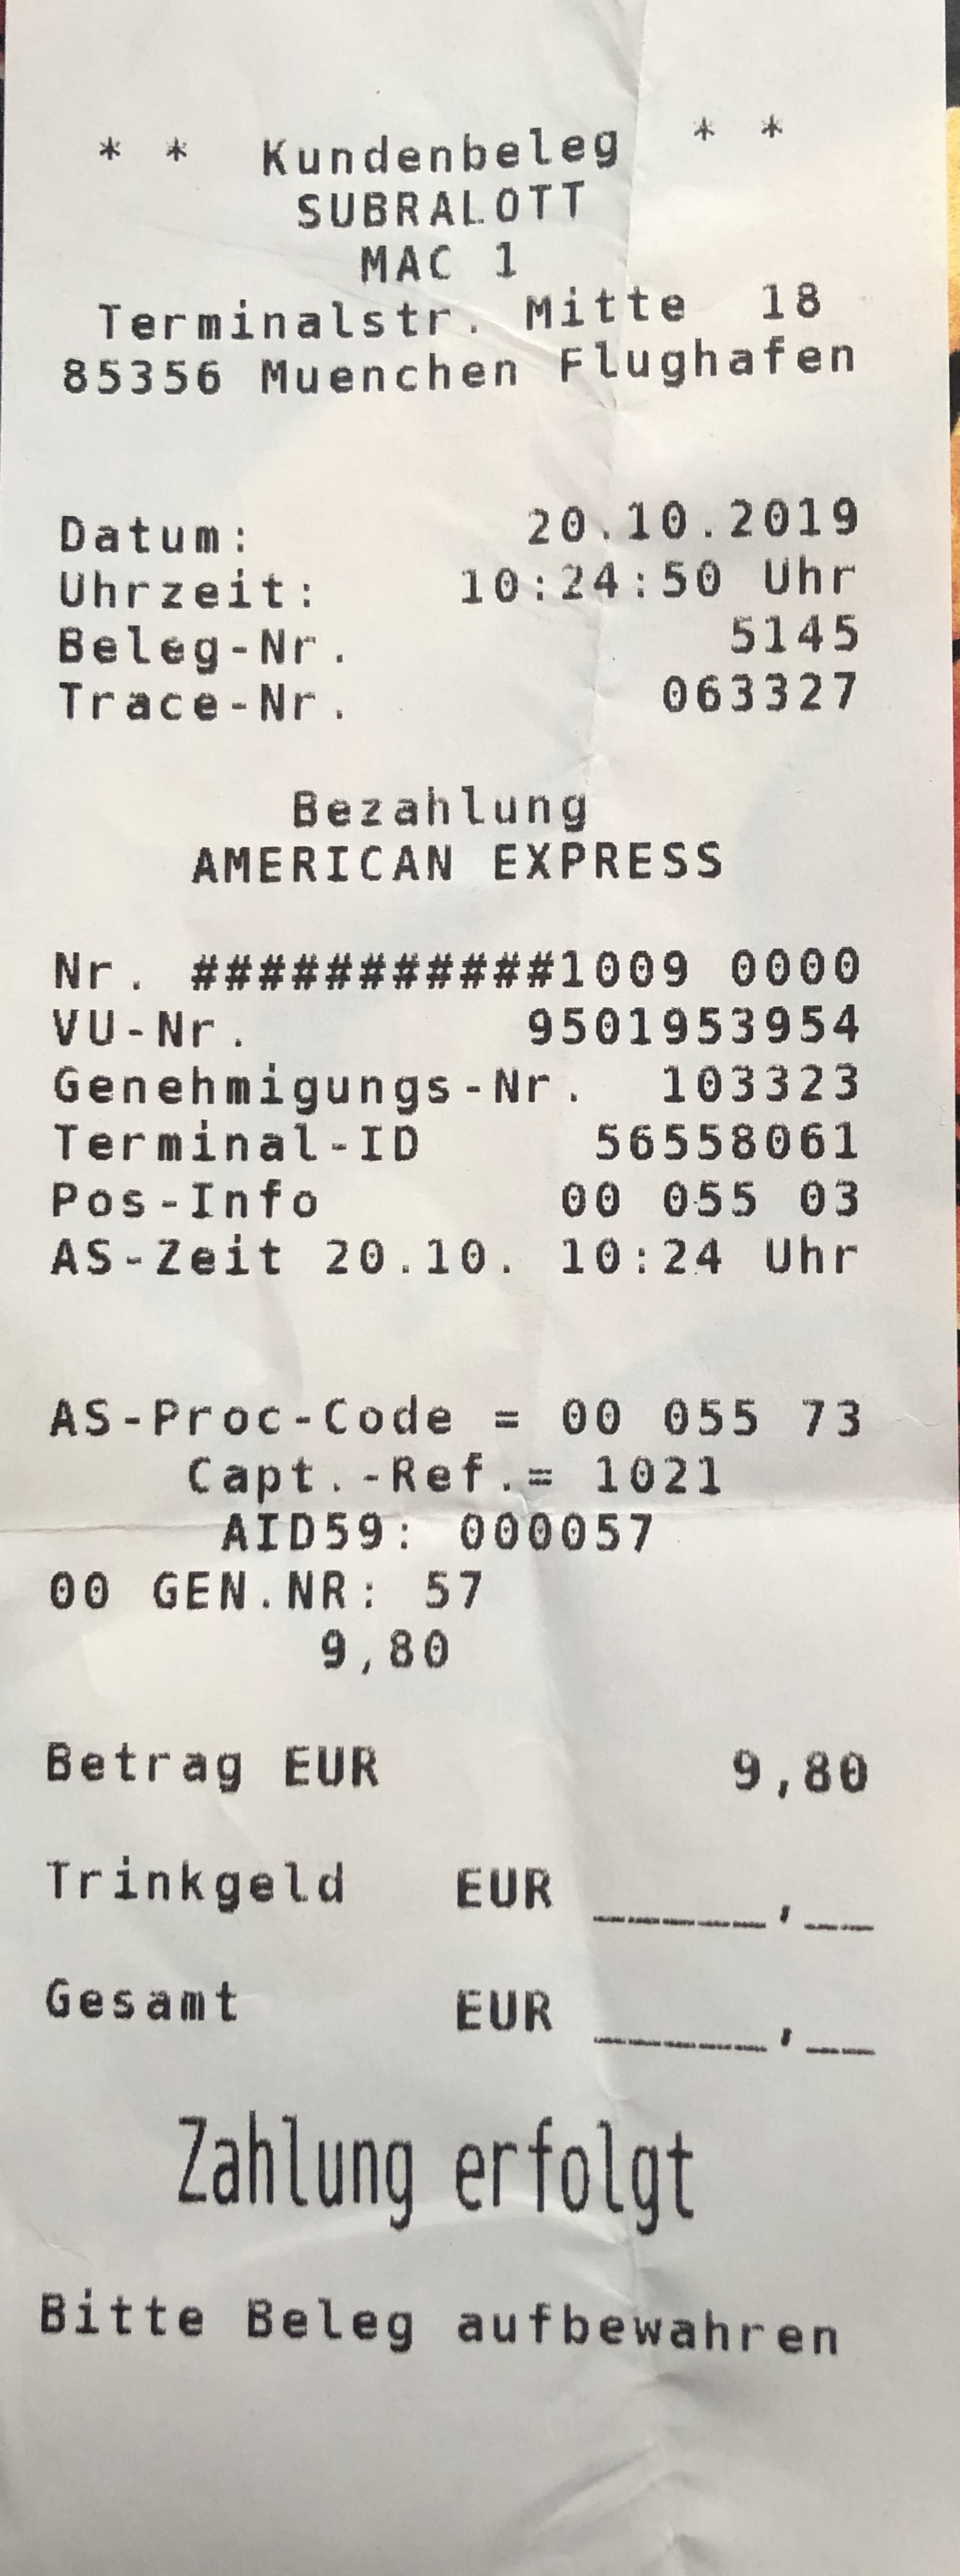 * * Kundenbeleg * *
SUBRALOTT
MAC 1
Terminalstr. Mitte 18
85356 Muenchen Flughafen
Datum: 20.10.2019
Uhrzeit: 10:24:50 Uhr
Beleg-Nr. 5145
Trace-Nr. 063327
Bezahlung
AMERICAN EXPRESS
Nr. ###########1009 0000
VU-Nr. 9501953954
Genehmigungs-Nr. 103323
Terminal-ID 56558061
Pos-Info 00 055 03
AS-Zeit 20.10. 10:24 Uhr
AS-Proc-Code = 00 055 73
Capt.-Ref.= 1021
AID59: 000057
00 GEN.NR: 57
9,80
Betrag EUR 9,80
Trinkgeld EUR _____,__
Gesamt EUR _____,__
Zahlung erfolgt
Bitte Beleg aufbewahren